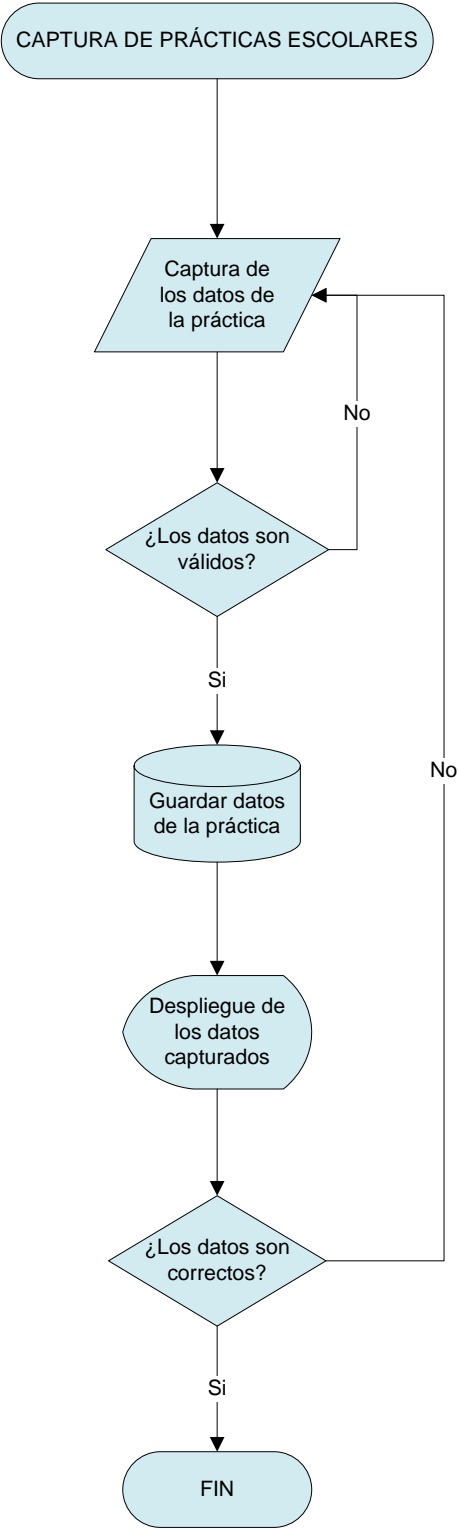 CAPTURA DE PRÁCTICAS ESCOLARES
Captura de
los datos de
la práctica
No
¿Los datos son
válidos?
Si
No
Guardar datos
de la práctica
Despliegue de
los datos
capturados
¿Los datos son
correctos?
Si
FIN